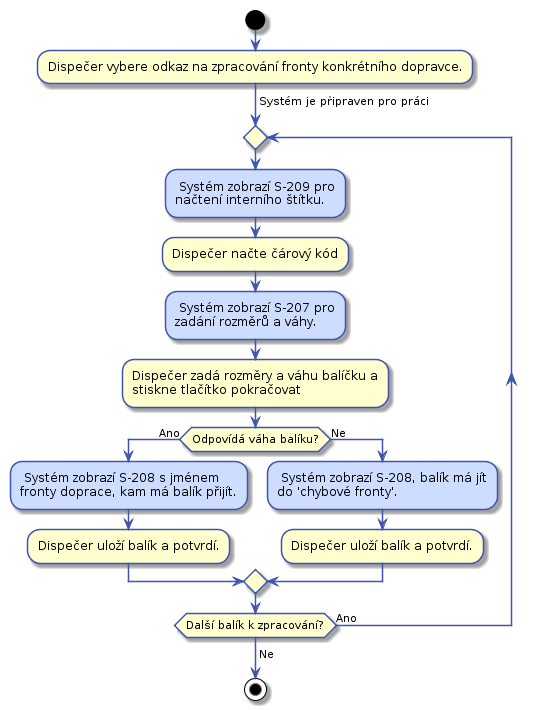 Dispečer vybere odkaz na zpracování fronty konkrétního dopravce.
Systém je připraven pro práci
Systém zobrazí S-209 pro
načtení interního štítku.
Dispečer načte čárový kód
Systém zobrazí S-207 pro
zadání rozměrů a váhy.
Dispečer zadá rozměry a váhu balíčku a
stiskne tlačítko pokračovat
Odpovídá váha balíku?
Ano
Ne
Systém zobrazí S-208 s jménem
fronty doprace, kam má balík přijít.
Dispečer uloží balík a potvrdí.
Systém zobrazí S-208, balík má jít
do 'chybové fronty'.
Dispečer uloží balík a potvrdí.
Další balík k zpracování?
Ano
Ne